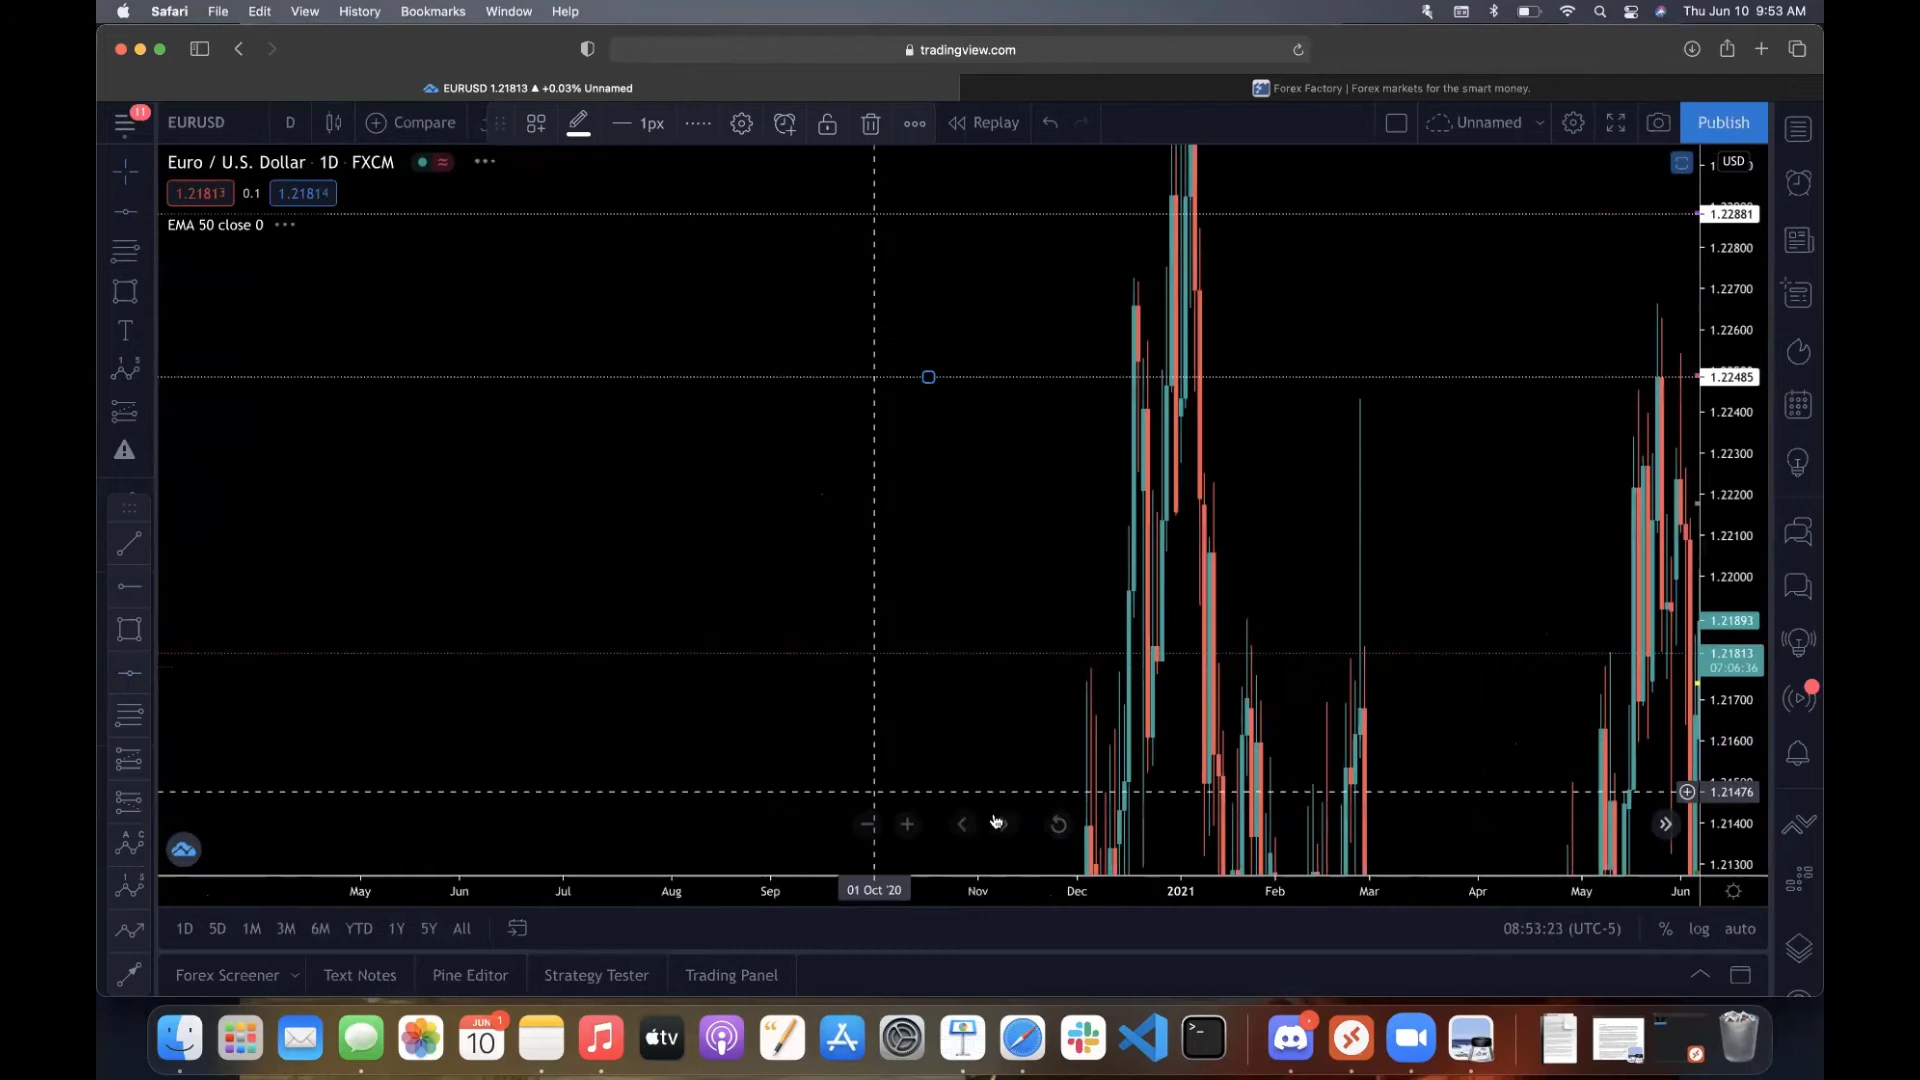 Safari File Edit View History Bookmarks Window Help Thu Jun 10 9:53 AM
tradingview.com
EURUSD 1.21813 ▲ +0.03% Unnamed
Forex Factory | Forex markets for the smart money.
11
EURUSD D Compare 1px Replay Unnamed Publish
Euro / U.S. Dollar · 1D · FXCM
USD
1.21813 0.1 1.21814
EMA 50 close 0
1.22881
1.22800
1.22700
1.22600
1.22485
1.22400
1.22300
1.22200
1.22100
1.22000
1.21893
1.21813
07:06:36
1.21700
1.21600
1.21476
1.21400
1.21300
May Jun Jul Aug Sep 01 Oct '20 Nov Dec 2021 Feb Mar Apr May Jun
1D 5D 1M 3M 6M YTD 1Y 5Y All 08:53:23 (UTC-5) % log auto
Forex Screener Text Notes Pine Editor Strategy Tester Trading Panel
JUN 1
10
tv